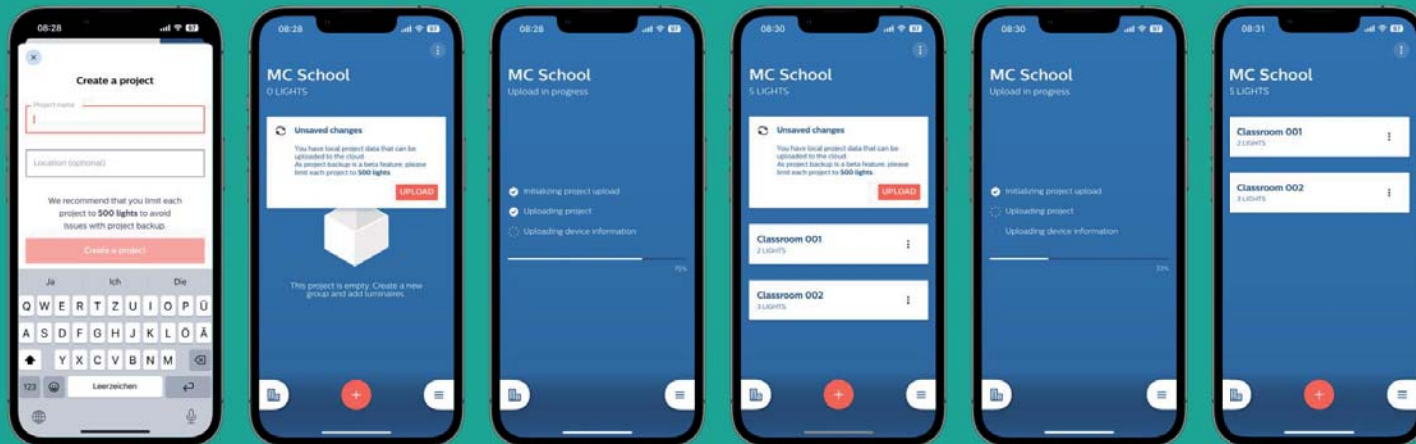 08:28
97
Create a project
Project name
Location (optional)
We recommend that you limit each
project to 500 lights to avoid
issues with project backup.
Create a project
Ja Ich Die
Q W E R T Z U I O P Ü
A S D F G H J K L Ö Ä
Y X C V B N M
123 Leerzeichen
08:28
97
MC School
0 LIGHTS
Unsaved changes
You have local project data that can be
uploaded to the cloud.
As project backup is a beta feature, please
limit each project to 500 lights.
UPLOAD
This project is empty. Create a new
group and add luminaires.
08:28
97
MC School
Upload in progress
Initializing project upload
Uploading project
Uploading device information
75%
08:30
97
MC School
5 LIGHTS
Unsaved changes
You have local project data that can be
uploaded to the cloud.
As project backup is a beta feature, please
limit each project to 500 lights.
UPLOAD
Classroom 001
2 LIGHTS
Classroom 002
3 LIGHTS
08:30
97
MC School
Upload in progress
Initializing project upload
Uploading project
Uploading device information
33%
08:31
97
MC School
5 LIGHTS
Classroom 001
2 LIGHTS
Classroom 002
3 LIGHTS